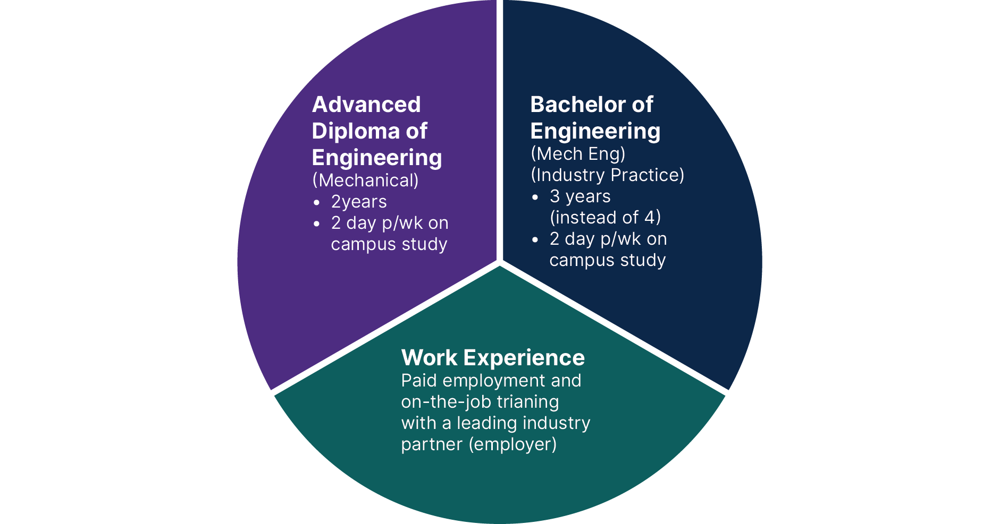 Advanced
Diploma of
Engineering
(Mechanical)
• 2years
• 2 day p/wk on
campus study
Bachelor of
Engineering
(Mech Eng)
(Industry Practice)
• 3 years
(instead of 4)
• 2 day p/wk on
campus study
Work Experience
Paid employment and
on-the-job trianing
with a leading industry
partner (employer)